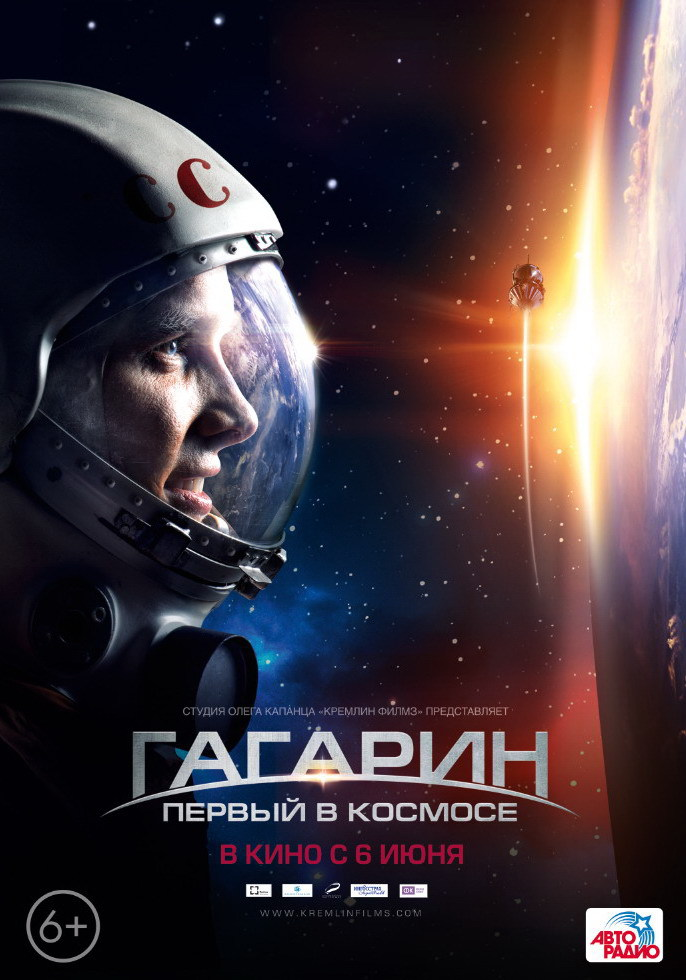 СС
СТУДИЯ ОЛЕГА КАПАНЦА «КРЕМЛИН ФИЛМЗ» ПРЕДСТАВЛЯЕТ
ГАГАРИН
ПЕРВЫЙ В КОСМОСЕ
В КИНО С 6 ИЮНЯ
WWW.KREMLINFILMS.COM
6+
АВТО
РАДИО